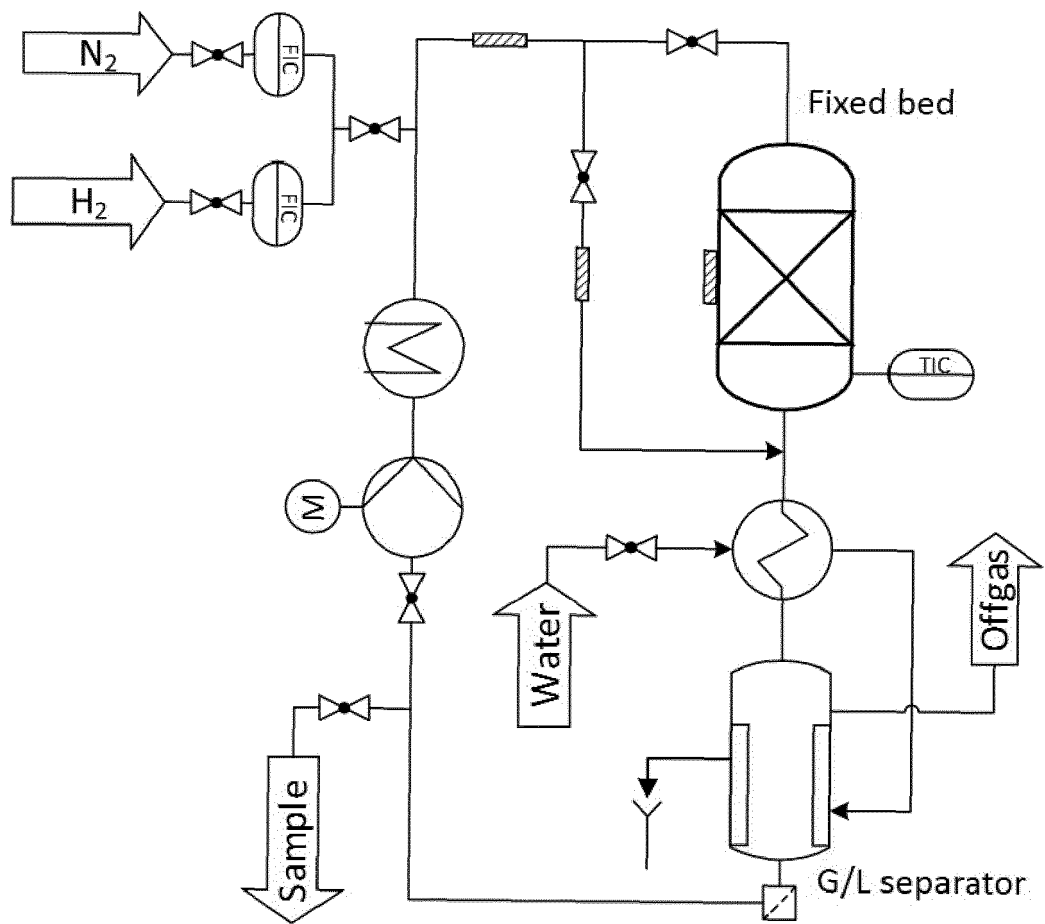 N₂
FIC
Fixed bed
H₂
FIC
TIC
M
Water
Offgas
Sample
G/L separator